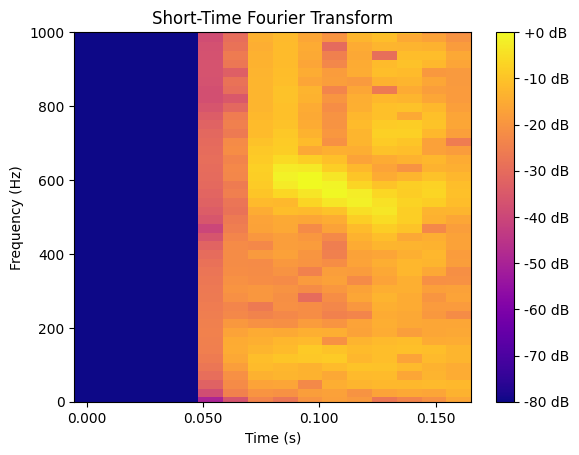 Short-Time Fourier Transform
1000
800
600
400
200
0
Frequency (Hz)
0.000
0.050
0.100
0.150
Time (s)
+0 dB
-10 dB
-20 dB
-30 dB
-40 dB
-50 dB
-60 dB
-70 dB
-80 dB